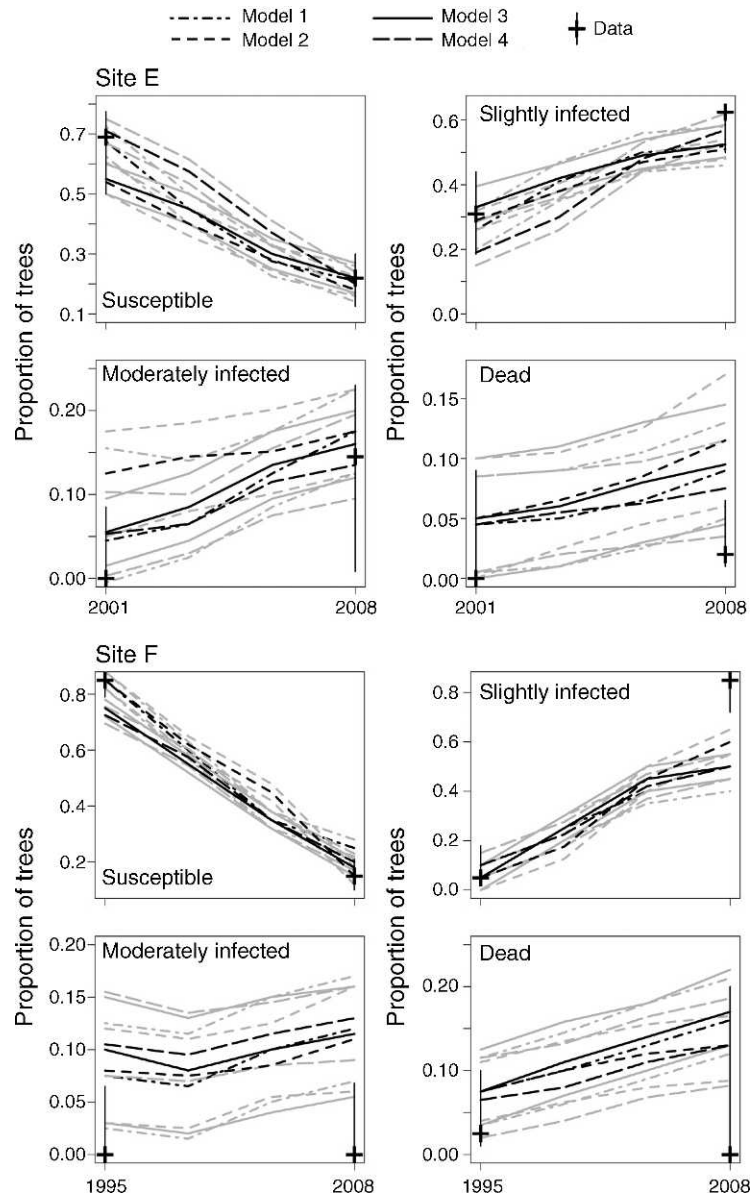 Model 1 Model 3 Data
Model 2 Model 4
Site E
0.7
0.5
0.3
0.1
Susceptible
Proportion of trees
0.6
0.4
0.2
0.0
Slightly infected
0.20
0.10
0.00
Moderately infected
2001 2008
Proportion of trees
0.15
0.10
0.05
0.00
Dead
2001 2008
Site F
0.8
0.6
0.4
0.2
Susceptible
Proportion of trees
0.8
0.6
0.4
0.2
0.0
Slightly infected
0.20
0.15
0.10
0.05
0.00
Moderately infected
1995 2008
Proportion of trees
0.20
0.10
0.00
Dead
1995 2008